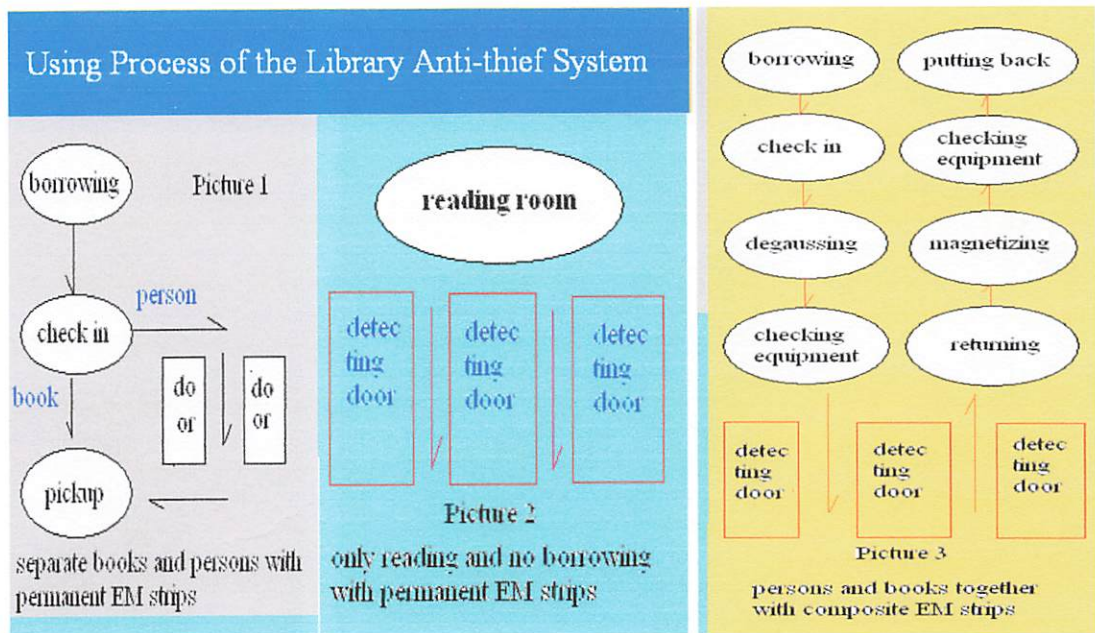 Using Process of the Library Anti-thief System
borrowing
Picture 1
person
check in
book
do
or
do
or
pickup
separate books and persons with
permanent EM strips
reading room
detec
ting
door
detec
ting
door
detec
ting
door
Picture 2
only reading and no borrowing
with permanent EM strips
borrowing
putting back
check in
checking
equipment
degaussing
magnetizing
checking
equipment
returning
detec
ting
door
detec
ting
door
detec
ting
door
Picture 3
persons and books together
with composite EM strips